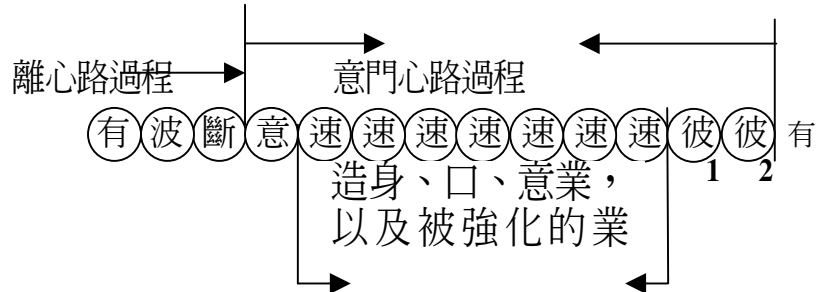 離心路過程 意門心路過程
有 波 斷 意 速 速 速 速 速 速 速 彼 彼 有
1 2
造身、口、意業，
以及被強化的業